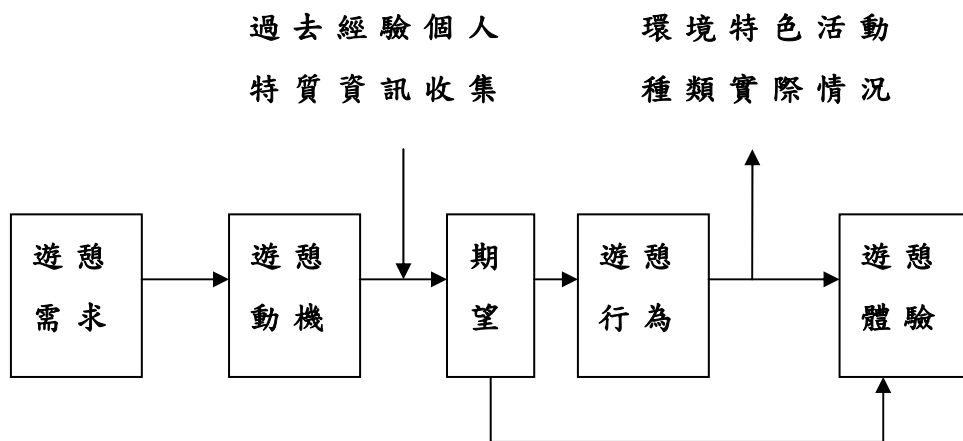 過去經驗個人
特質資訊收集
環境特色活動
種類實際情況
遊憩
需求
遊憩
動機
期
望
遊憩
行為
遊憩
體驗